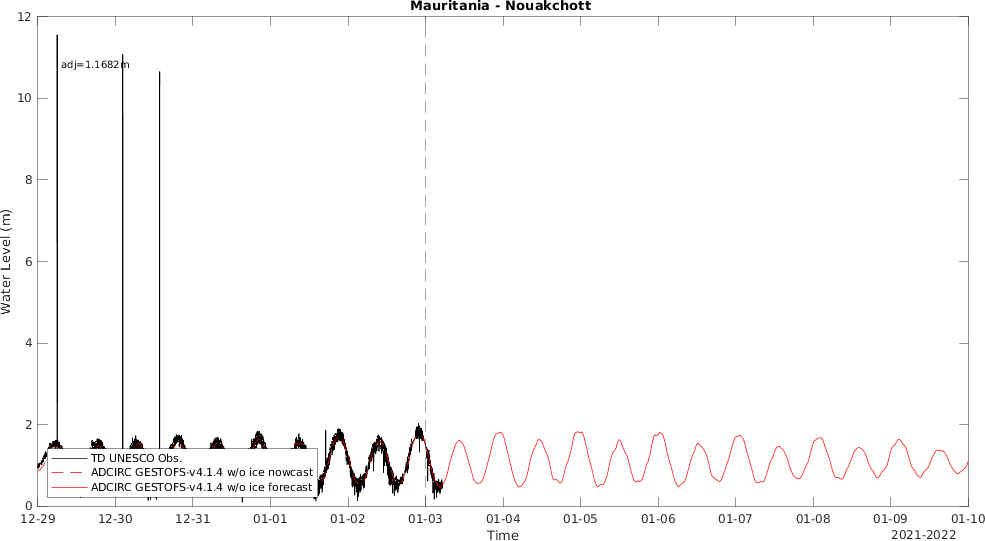 Mauritania - Nouakchott
12
10
8
6
4
2
0
Water Level (m)
adj=1.1682m
TD UNESCO Obs.
ADCIRC GESTOFS-v4.1.4 w/o ice nowcast
ADCIRC GESTOFS-v4.1.4 w/o ice forecast
12-29 12-30 12-31 01-01 01-02 01-03 01-04 01-05 01-06 01-07 01-08 01-09 01-10
Time
2021-2022